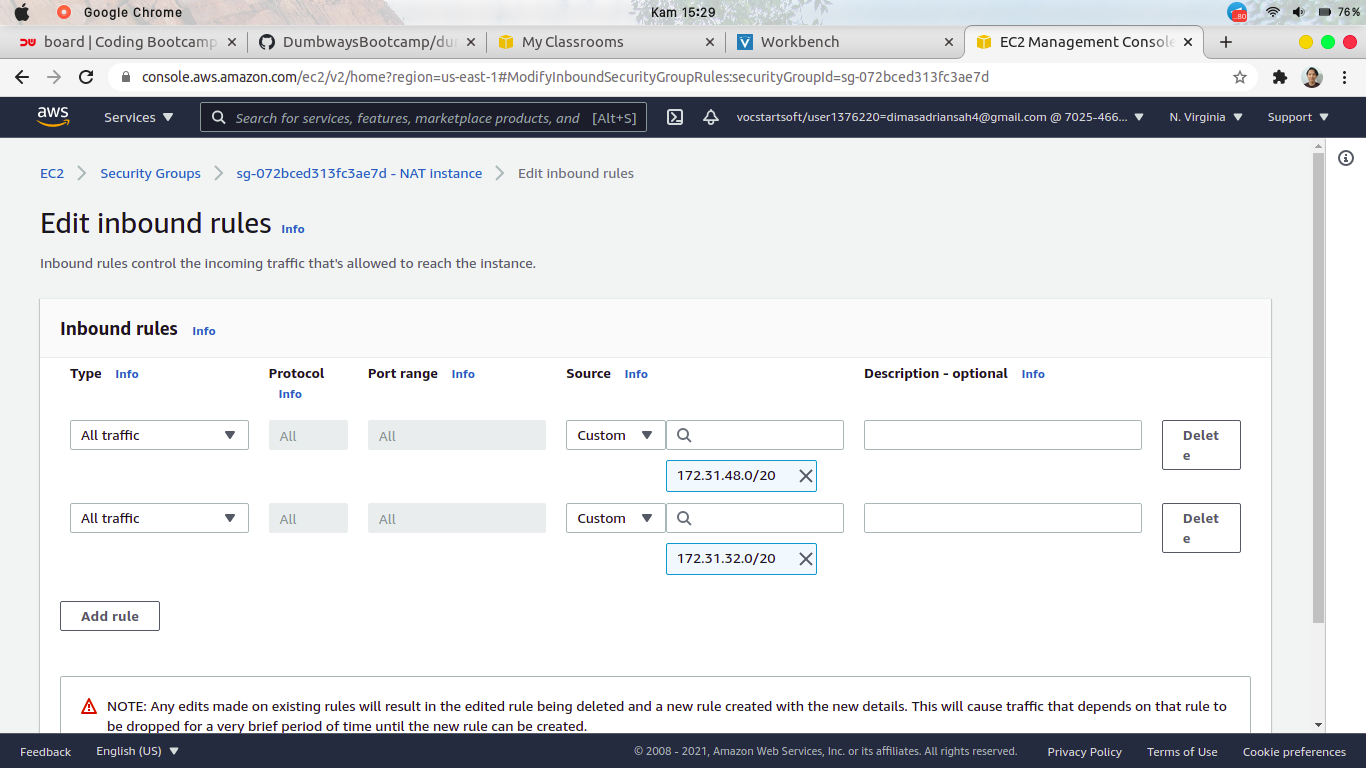 Google Chrome
Kam 15:29
.80
76%
board | Coding Bootcamp
DumbwaysBootcamp/dur
My Classrooms
Workbench
EC2 Management Console
console.aws.amazon.com/ec2/v2/home?region=us-east-1#ModifyInboundSecurityGroupRules:securityGroupId=sg-072bced313fc3ae7d
aws
Services
Search for services, features, marketplace products, and [Alt+S]
vocstartsoft/user1376220=dimasadriansah4@gmail.com @ 7025-466...
N. Virginia
Support
EC2
Security Groups
sg-072bced313fc3ae7d - NAT instance
Edit inbound rules
Edit inbound rules Info
Inbound rules control the incoming traffic that's allowed to reach the instance.
Inbound rules Info
Type Info
Protocol Info
Port range Info
Source Info
Description - optional Info
All traffic
All
All
Custom
172.31.48.0/20
Delet
e
All traffic
All
All
Custom
172.31.32.0/20
Delet
e
Add rule
NOTE: Any edits made on existing rules will result in the edited rule being deleted and a new rule created with the new details. This will cause traffic that depends on that rule to
be dropped for a very brief period of time until the new rule can be created.
Feedback
English (US)
© 2008 - 2021, Amazon Web Services, Inc. or its affiliates. All rights reserved.
Privacy Policy
Terms of Use
Cookie preferences